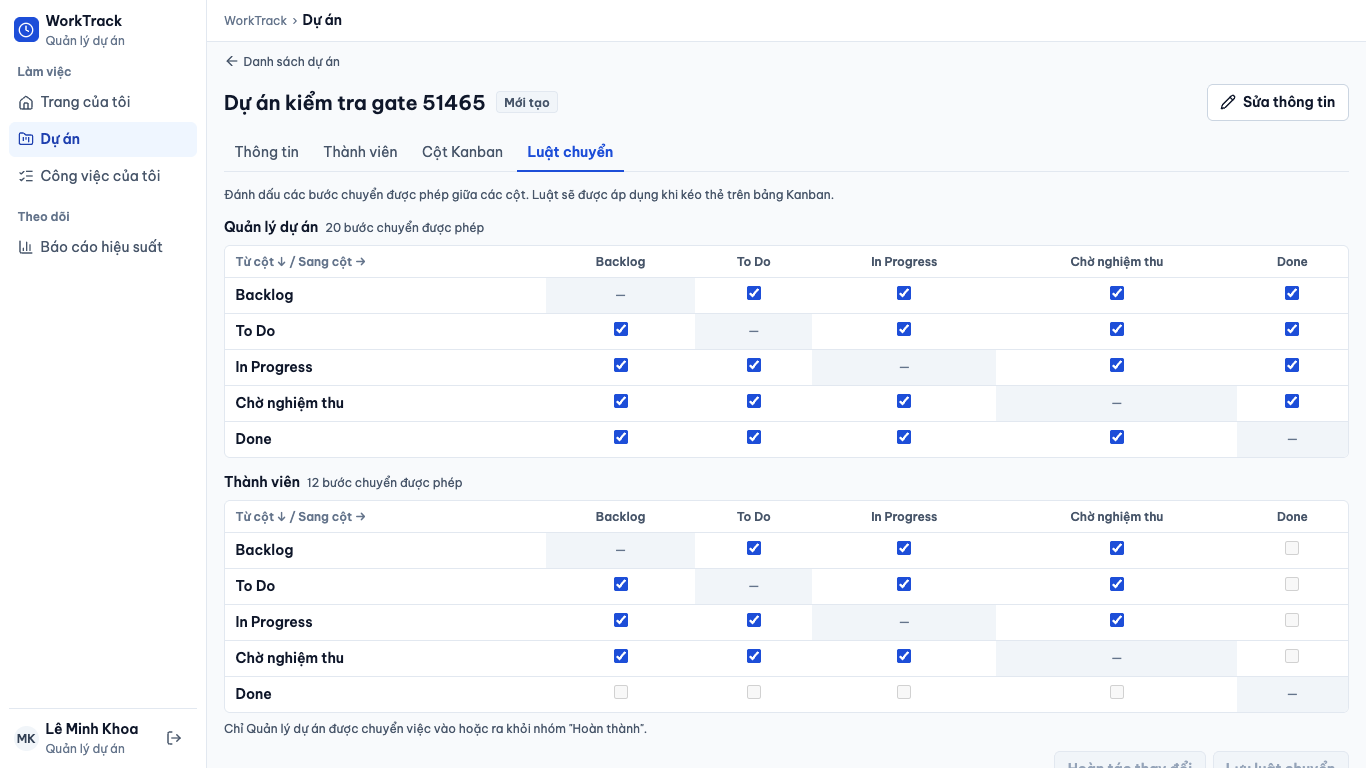 WorkTrack
Quản lý dự án
Làm việc
Trang của tôi
Dự án
Công việc của tôi
Theo dõi
Báo cáo hiệu suất
MK
Lê Minh Khoa
Quản lý dự án
WorkTrack › Dự án
← Danh sách dự án
Dự án kiểm tra gate 51465 Mới tạo
Sửa thông tin
Thông tin Thành viên Cột Kanban Luật chuyển
Đánh dấu các bước chuyển được phép giữa các cột. Luật sẽ được áp dụng khi kéo thẻ trên bảng Kanban.
Quản lý dự án 20 bước chuyển được phép
Từ cột ↓ / Sang cột → Backlog To Do In Progress Chờ nghiệm thu Done
Backlog —
To Do —
In Progress —
Chờ nghiệm thu —
Done —
Thành viên 12 bước chuyển được phép
Từ cột ↓ / Sang cột → Backlog To Do In Progress Chờ nghiệm thu Done
Backlog —
To Do —
In Progress —
Chờ nghiệm thu —
Done —
Chỉ Quản lý dự án được chuyển việc vào hoặc ra khỏi nhóm "Hoàn thành".
Hoàn tác thay đổi Lưu luật chuyển